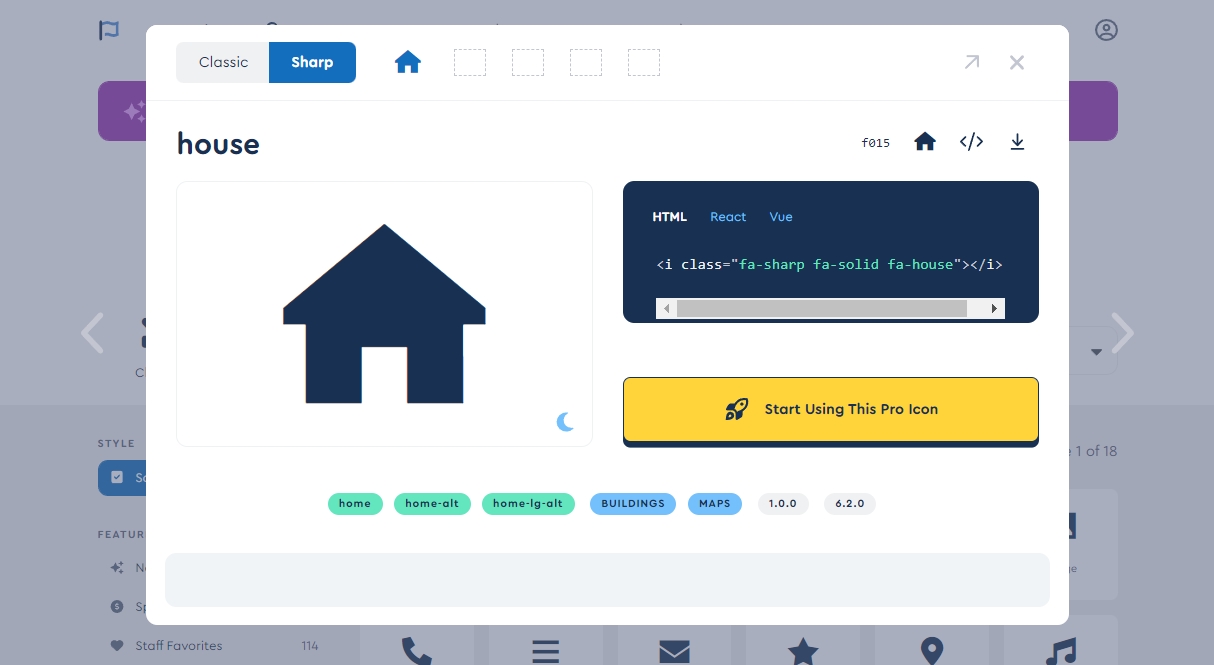 Classic
Sharp
house
f015
HTML
React
Vue
<i class="fa-sharp fa-solid fa-house"></i>
Start Using This Pro Icon
home
home-alt
home-lg-alt
BUILDINGS
MAPS
1.0.0
6.2.0
STYLE
1 of 18
Staff Favorites
114